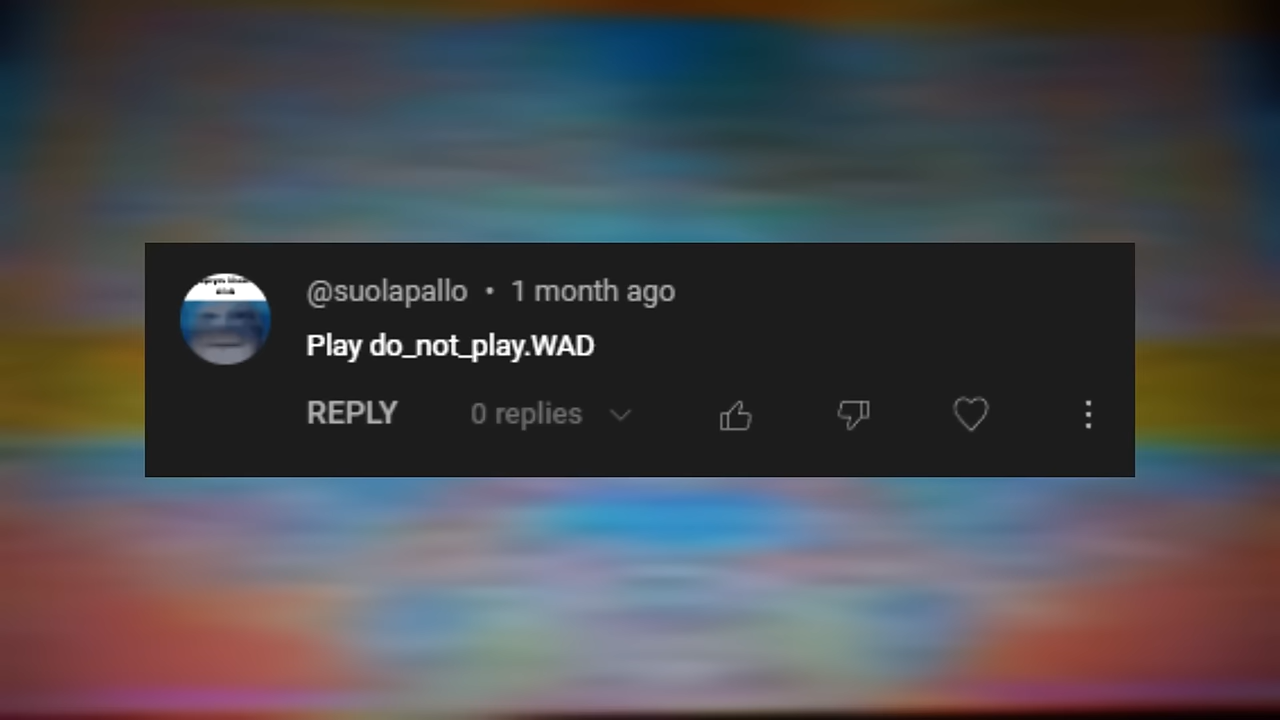 @suolapallo • 1 month ago
Play do_not_play.WAD
REPLY 0 replies